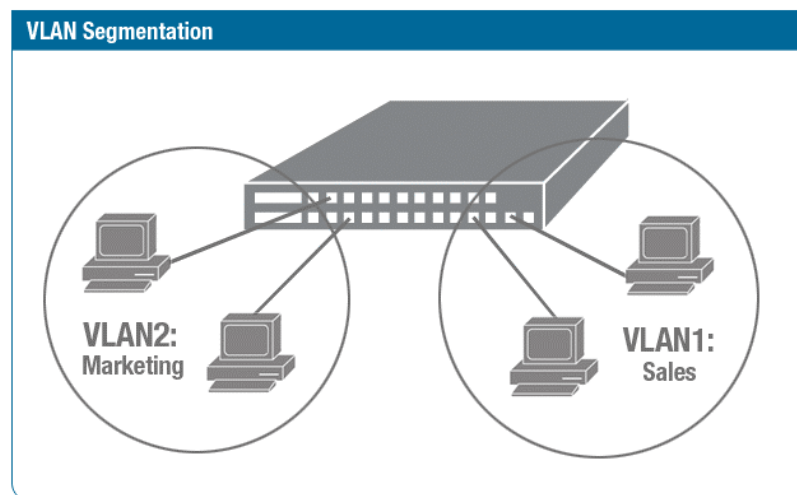 VLAN Segmentation
VLAN2:
Marketing
VLAN1:
Sales